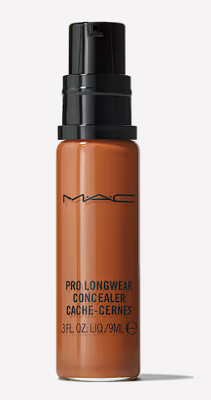 MAC
PRO LONGWEAR
CONCEALER
CACHE-CERNES
.3 FL. OZ. LIQ./9ML ℮